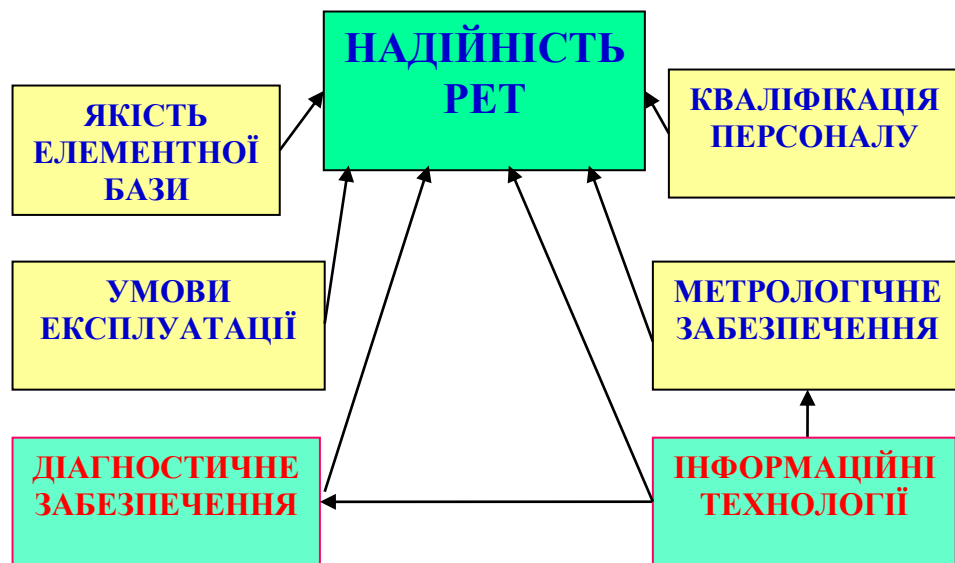 НАДІЙНІСТЬ
РЕТ
ЯКІСТЬ
ЕЛЕМЕНТНОЇ
БАЗИ
КВАЛІФІКАЦІЯ
ПЕРСОНАЛУ
УМОВИ
ЕКСПЛУАТАЦІЇ
МЕТРОЛОГІЧНЕ
ЗАБЕЗПЕЧЕННЯ
ДІАГНОСТИЧНЕ
ЗАБЕЗПЕЧЕННЯ
ІНФОРМАЦІЙНІ
ТЕХНОЛОГІЇ